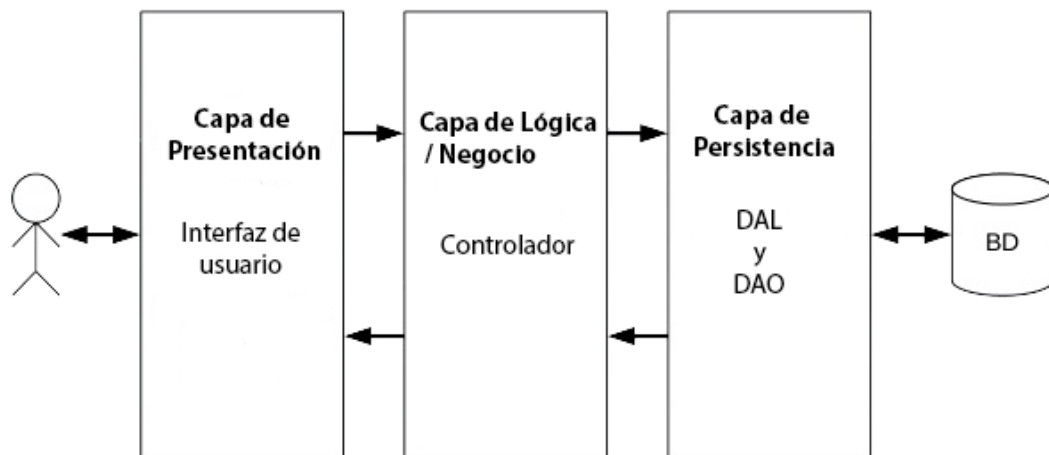 Capa de
Presentación
Interfaz de
usuario
Capa de Lógica
/ Negocio
Controlador
Capa de
Persistencia
DAL
y
DAO
BD